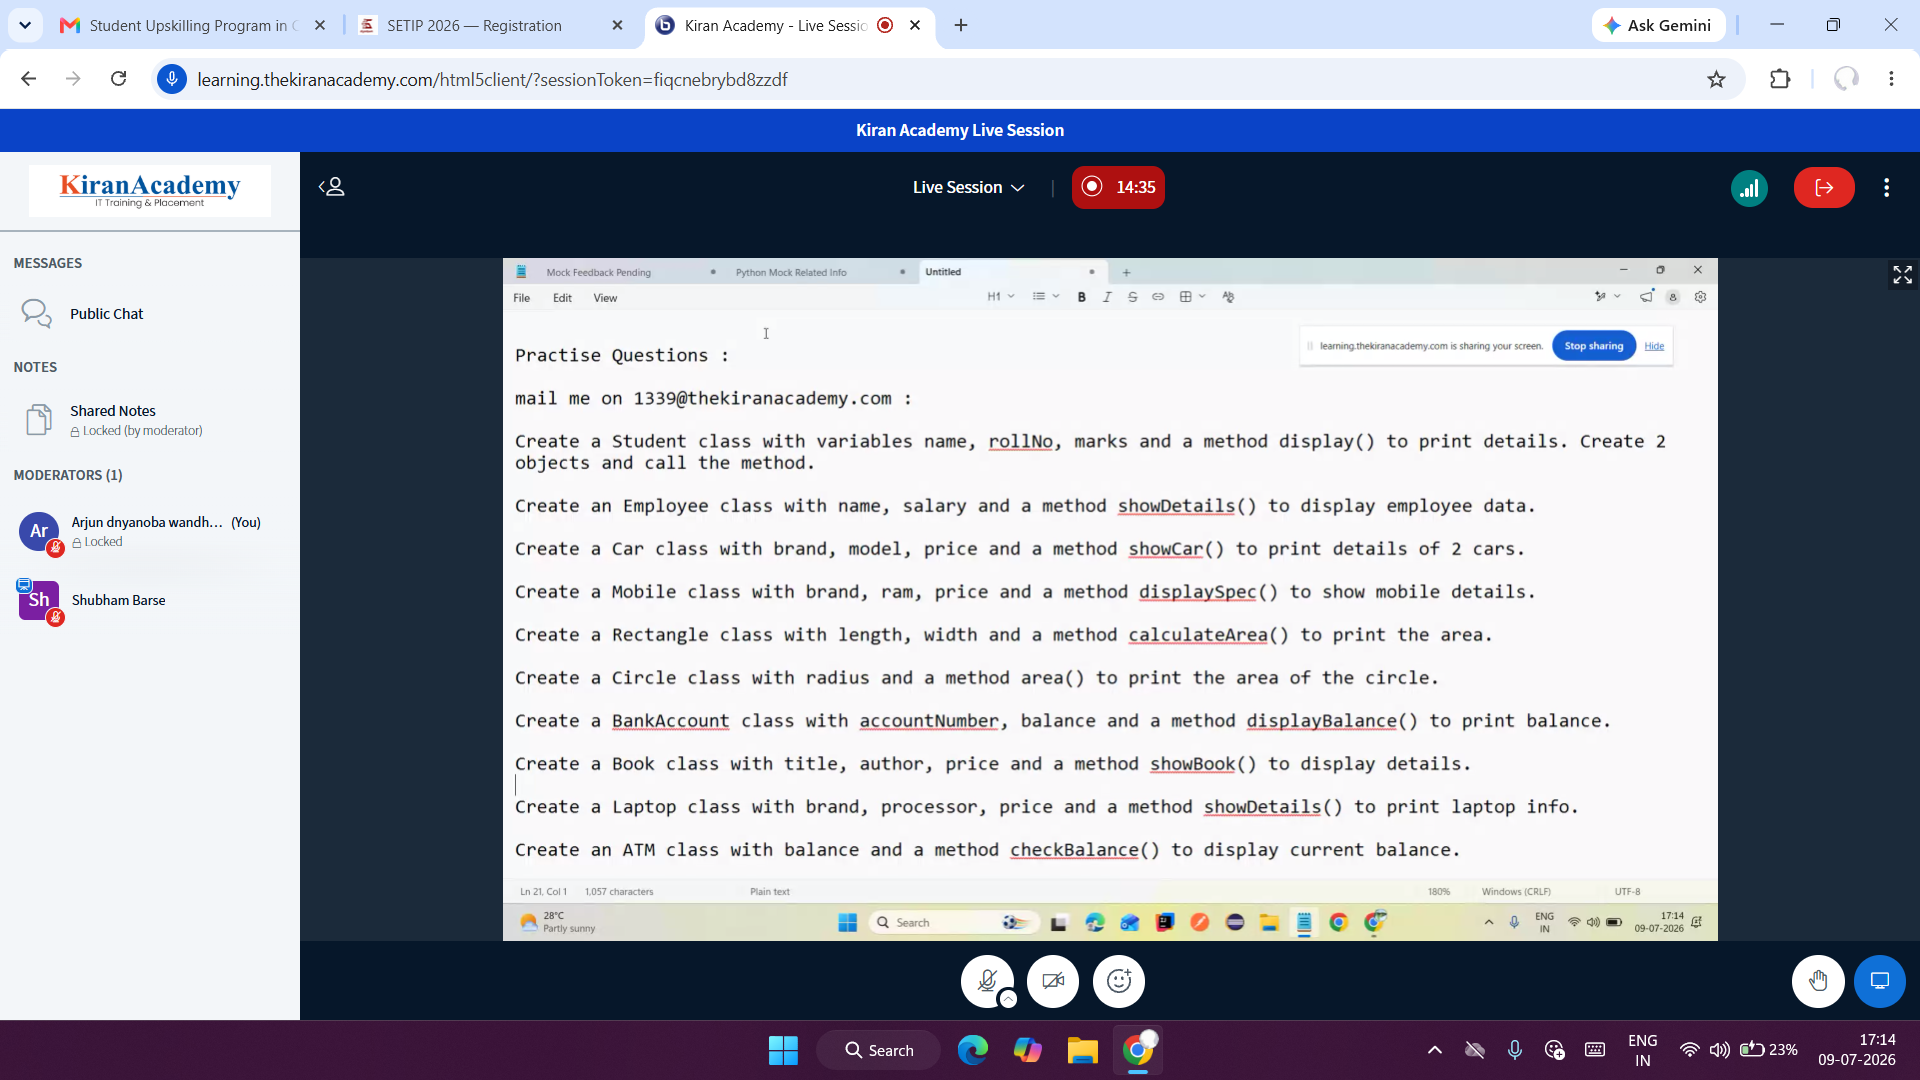 Student Upskilling Program in C
SETIP 2026 — Registration
Kiran Academy - Live Sessio
Ask Gemini
learning.thekiranacademy.com/html5client/?sessionToken=fiqcnebrybd8zzdf
Kiran Academy Live Session
KiranAcademy
IT Training & Placement
Live Session
14:35
MESSAGES
Public Chat
NOTES
Shared Notes
Locked (by moderator)
MODERATORS (1)
Ar
Arjun dnyanoba wandh... (You)
Locked
Sh
Shubham Barse
Mock Feedback Pending
Python Mock Related Info
Untitled
File Edit View
H1
B I S
learning.thekiranacademy.com is sharing your screen.
Stop sharing
Hide
Practise Questions :
mail me on 1339@thekiranacademy.com :
Create a Student class with variables name, rollNo, marks and a method display() to print details. Create 2
objects and call the method.
Create an Employee class with name, salary and a method showDetails() to display employee data.
Create a Car class with brand, model, price and a method showCar() to print details of 2 cars.
Create a Mobile class with brand, ram, price and a method displaySpec() to show mobile details.
Create a Rectangle class with length, width and a method calculateArea() to print the area.
Create a Circle class with radius and a method area() to print the area of the circle.
Create a BankAccount class with accountNumber, balance and a method displayBalance() to print balance.
Create a Book class with title, author, price and a method showBook() to display details.
Create a Laptop class with brand, processor, price and a method showDetails() to print laptop info.
Create an ATM class with balance and a method checkBalance() to display current balance.
Ln 21, Col 1
1,057 characters
Plain text
180%
Windows (CRLF)
UTF-8
28°C
Partly sunny
Search
ENG
IN
17:14
09-07-2026
Search
ENG
IN
23%
17:14
09-07-2026